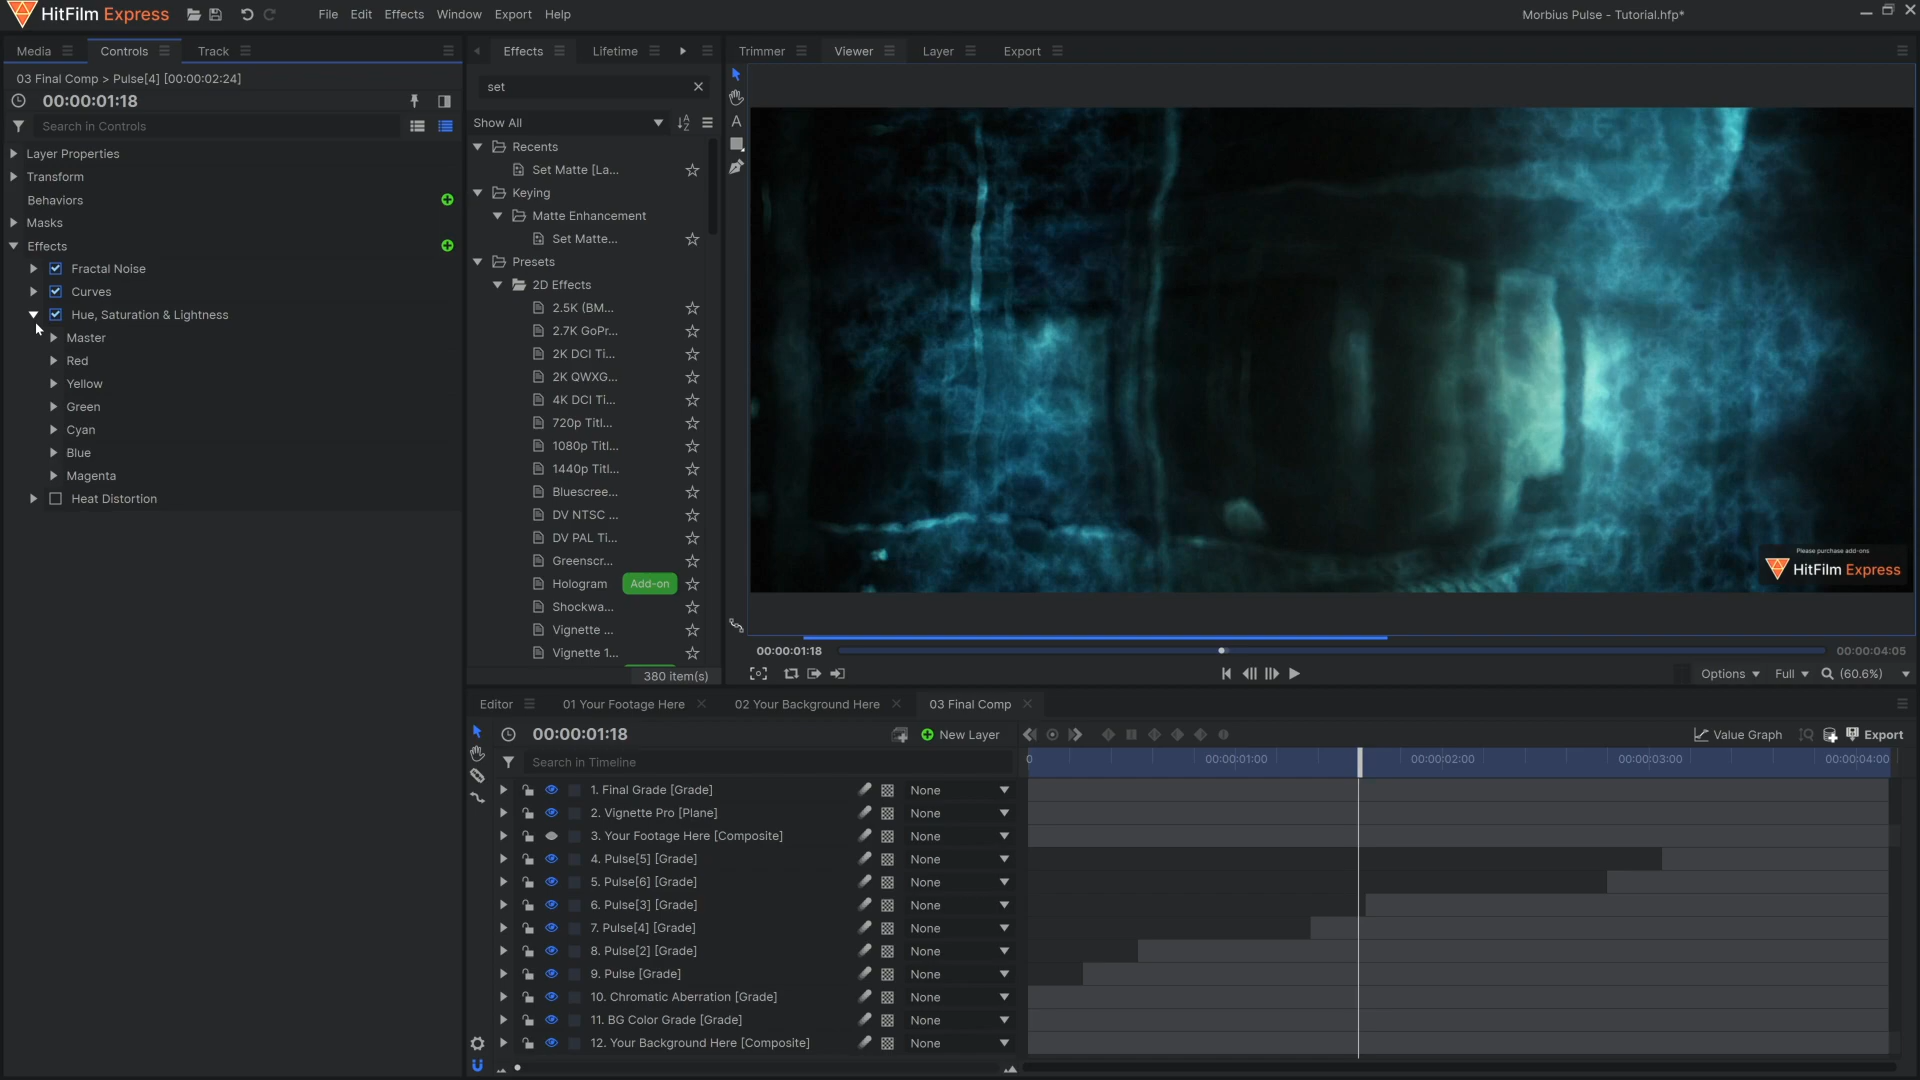 HitFilm Express
File Edit Effects Window Export Help
Morbius Pulse - Tutorial.hfp*
Media Controls Track
03 Final Comp > Pulse[4] [00:00:02:24]
00:00:01:18
Search in Controls
Layer Properties
Transform
Behaviors
Masks
Effects
Fractal Noise
Curves
Hue, Saturation & Lightness
Master
Red
Yellow
Green
Cyan
Blue
Magenta
Heat Distortion
Effects Lifetime
set
Show All
Recents
Set Matte [La...
Keying
Matte Enhancement
Set Matte...
Presets
2D Effects
2.5K (BM...
2.7K GoPr...
2K DCI Ti...
2K QWXG...
4K DCI Ti...
720p Titl...
1080p Titl...
1440p Titl...
Bluescree...
DV NTSC ...
DV PAL Ti...
Greenscr...
Hologram Add-on
Shockwa...
Vignette ...
Vignette 1...
380 item(s)
Trimmer Viewer Layer Export
A
Please purchase add-ons
HitFilm Express
00:00:01:18
00:00:04:05
Options Full (60.6%)
Editor 01 Your Footage Here 02 Your Background Here 03 Final Comp
00:00:01:18
New Layer
Value Graph
Export
Search in Timeline
0 00:00:01:00 00:00:02:00 00:00:03:00 00:00:04:00
1. Final Grade [Grade] None
2. Vignette Pro [Plane] None
3. Your Footage Here [Composite] None
4. Pulse[5] [Grade] None
5. Pulse[6] [Grade] None
6. Pulse[3] [Grade] None
7. Pulse[4] [Grade] None
8. Pulse[2] [Grade] None
9. Pulse [Grade] None
10. Chromatic Aberration [Grade] None
11. BG Color Grade [Grade] None
12. Your Background Here [Composite] None